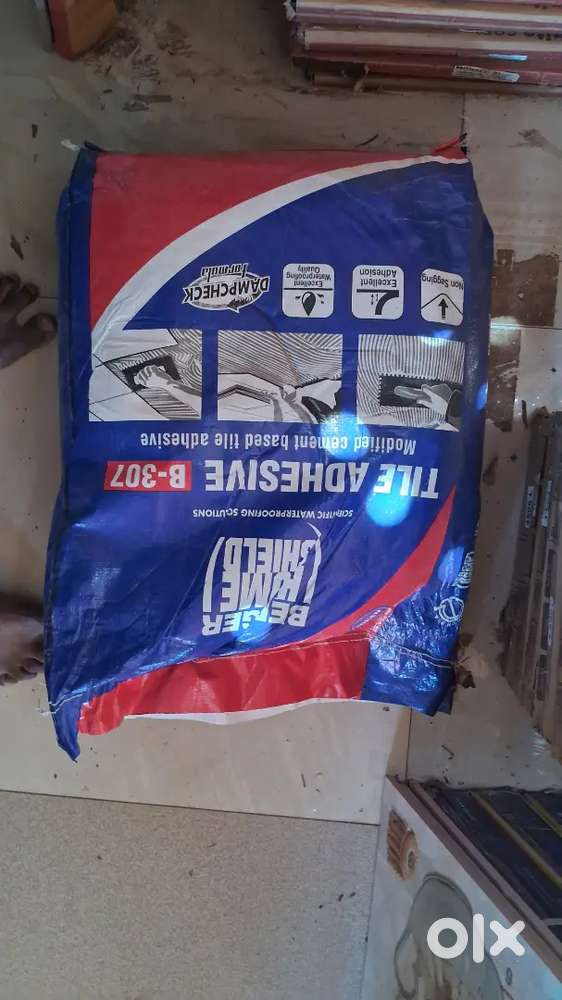 BERGER
HOME
SHIELD
SCIENTIFIC WATERPROOFING SOLUTIONS
TILE ADHESIVE B-307
Modified cement based tile adhesive
Non Sagging
Excellent Adhesion
Excellent Waterproofing Quality
DAMPCHECK
Formula
olx